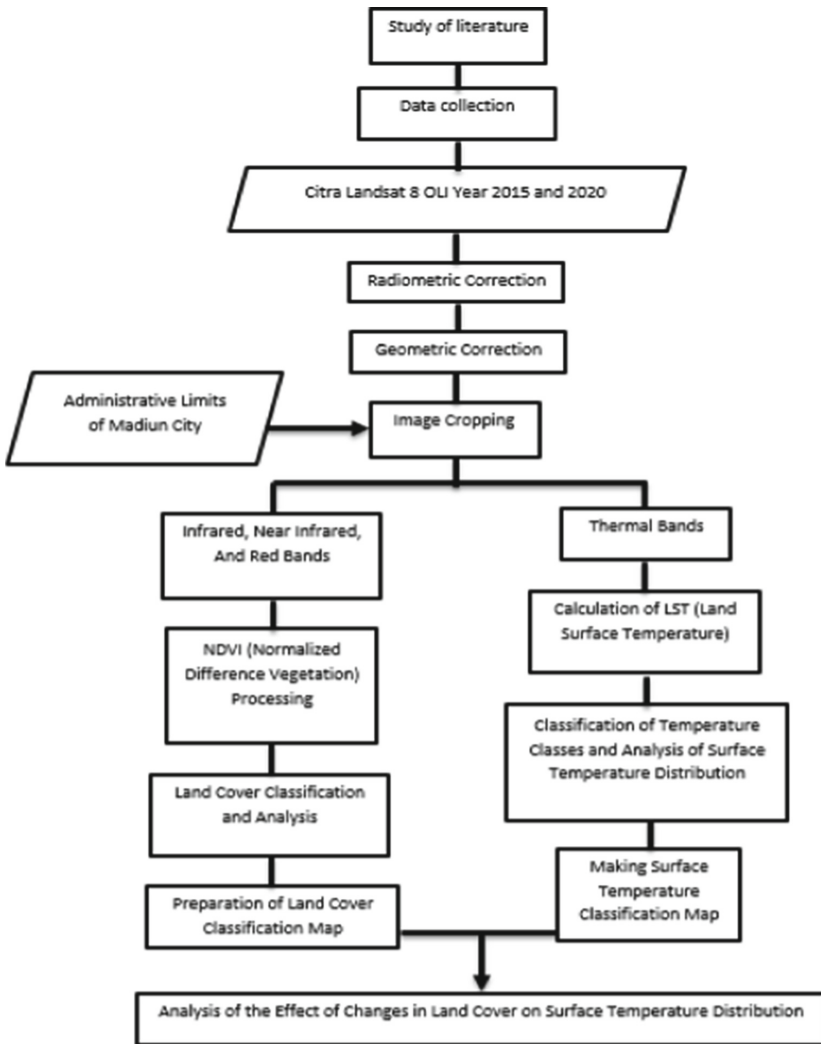 Study of literature
Data collection
Citra Landsat 8 OLI Year 2015 and 2020
Radiometric Correction
Geometric Correction
Administrative Limits
of Madiun City
Image Cropping
Infrared, Near Infrared,
And Red Bands
Thermal Bands
NDVI (Normalized
Difference Vegetation)
Processing
Calculation of LST (Land
Surface Temperature)
Land Cover Classification
and Analysis
Classification of Temperature
Classes and Analysis of Surface
Temperature Distribution
Preparation of Land Cover
Classification Map
Making Surface
Temperature
Classification Map
Analysis of the Effect of Changes in Land Cover on Surface Temperature Distribution